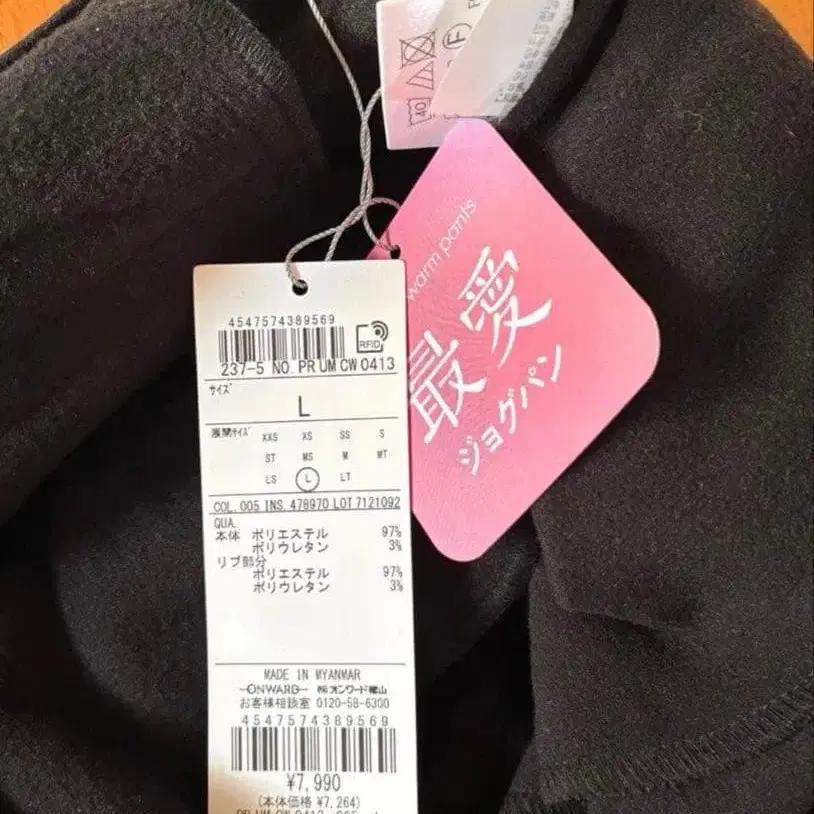 40
F
warm pants
最愛
ジョグパン
4547574389569
RFID
237-5 NO. PR UM CW 0413
サイズ
L
展開サイズ XXS XS SS S
ST MS M MT
LS L LT
COL. 005 INS. 478970 LOT 7121092
QUA.
本体 ポリエステル 97%
ポリウレタン 3%
リブ部分
ポリエステル 97%
ポリウレタン 3%
MADE IN MYANMAR
ONWARD ㈱オンワード樫山
お客様相談室 0120-58-6300
4547574389569
¥7,990
(本体価格 ¥7,264)
PR UM CW 0413